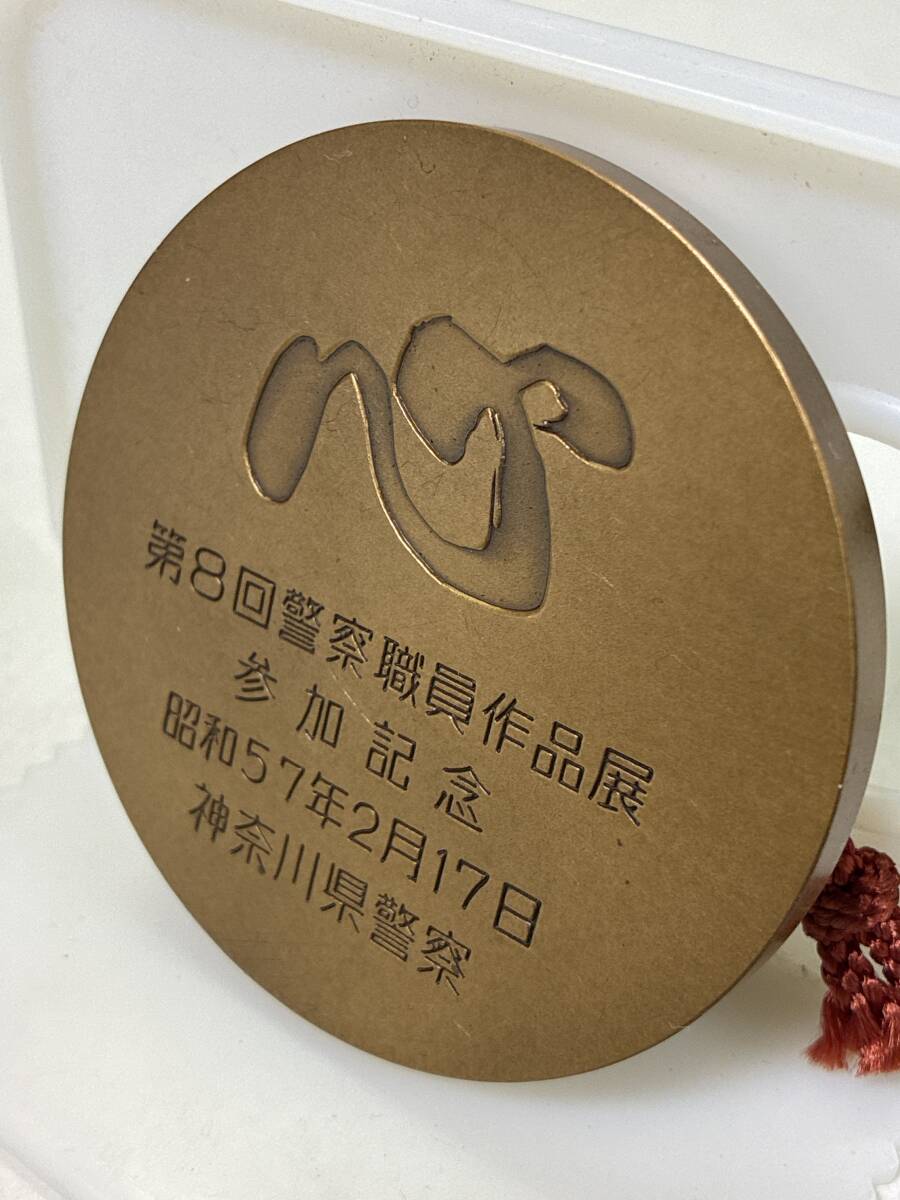 心
第8回警察職員作品展
参加記念
昭和57年2月17日
神奈川県警察